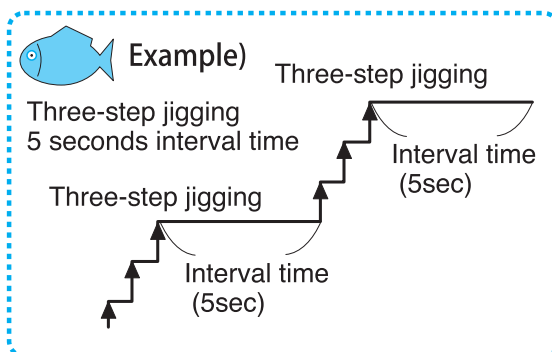 Example)
Three-step jigging
Three-step jigging
5 seconds interval time
Interval time
(5sec)
Three-step jigging
Interval time
(5sec)